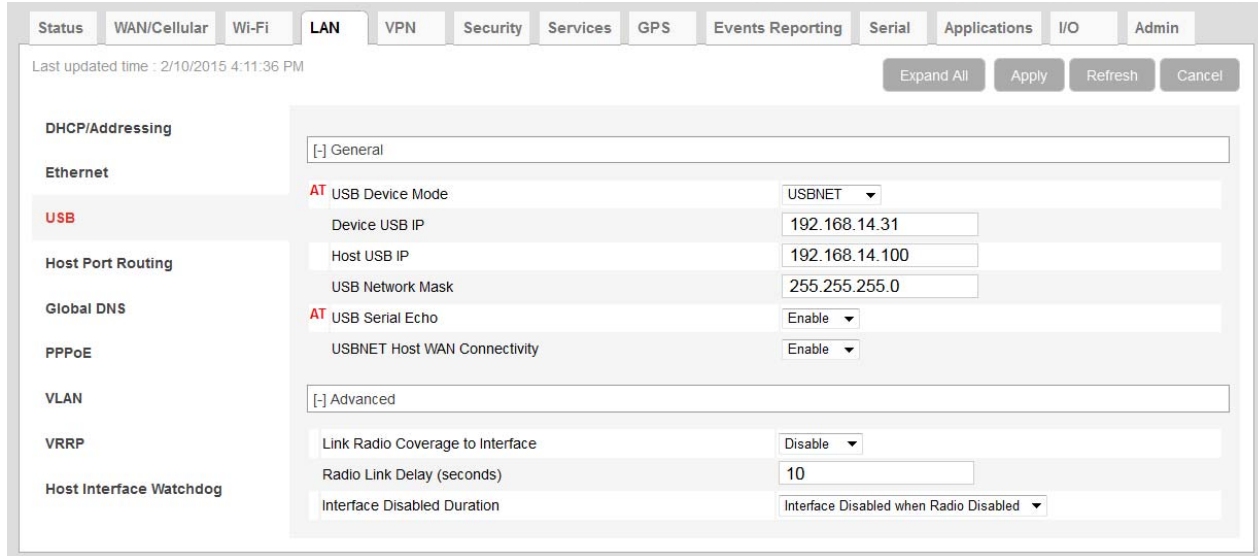 Status WAN/Cellular Wi-Fi LAN VPN Security Services GPS Events Reporting Serial Applications I/O Admin
Last updated time : 2/10/2015 4:11:36 PM
Expand All Apply Refresh Cancel
DHCP/Addressing
Ethernet
USB
Host Port Routing
Global DNS
PPPoE
VLAN
VRRP
Host Interface Watchdog
[-] General
AT USB Device Mode USBNET
Device USB IP 192.168.14.31
Host USB IP 192.168.14.100
USB Network Mask 255.255.255.0
AT USB Serial Echo Enable
USBNET Host WAN Connectivity Enable
[-] Advanced
Link Radio Coverage to Interface Disable
Radio Link Delay (seconds) 10
Interface Disabled Duration Interface Disabled when Radio Disabled